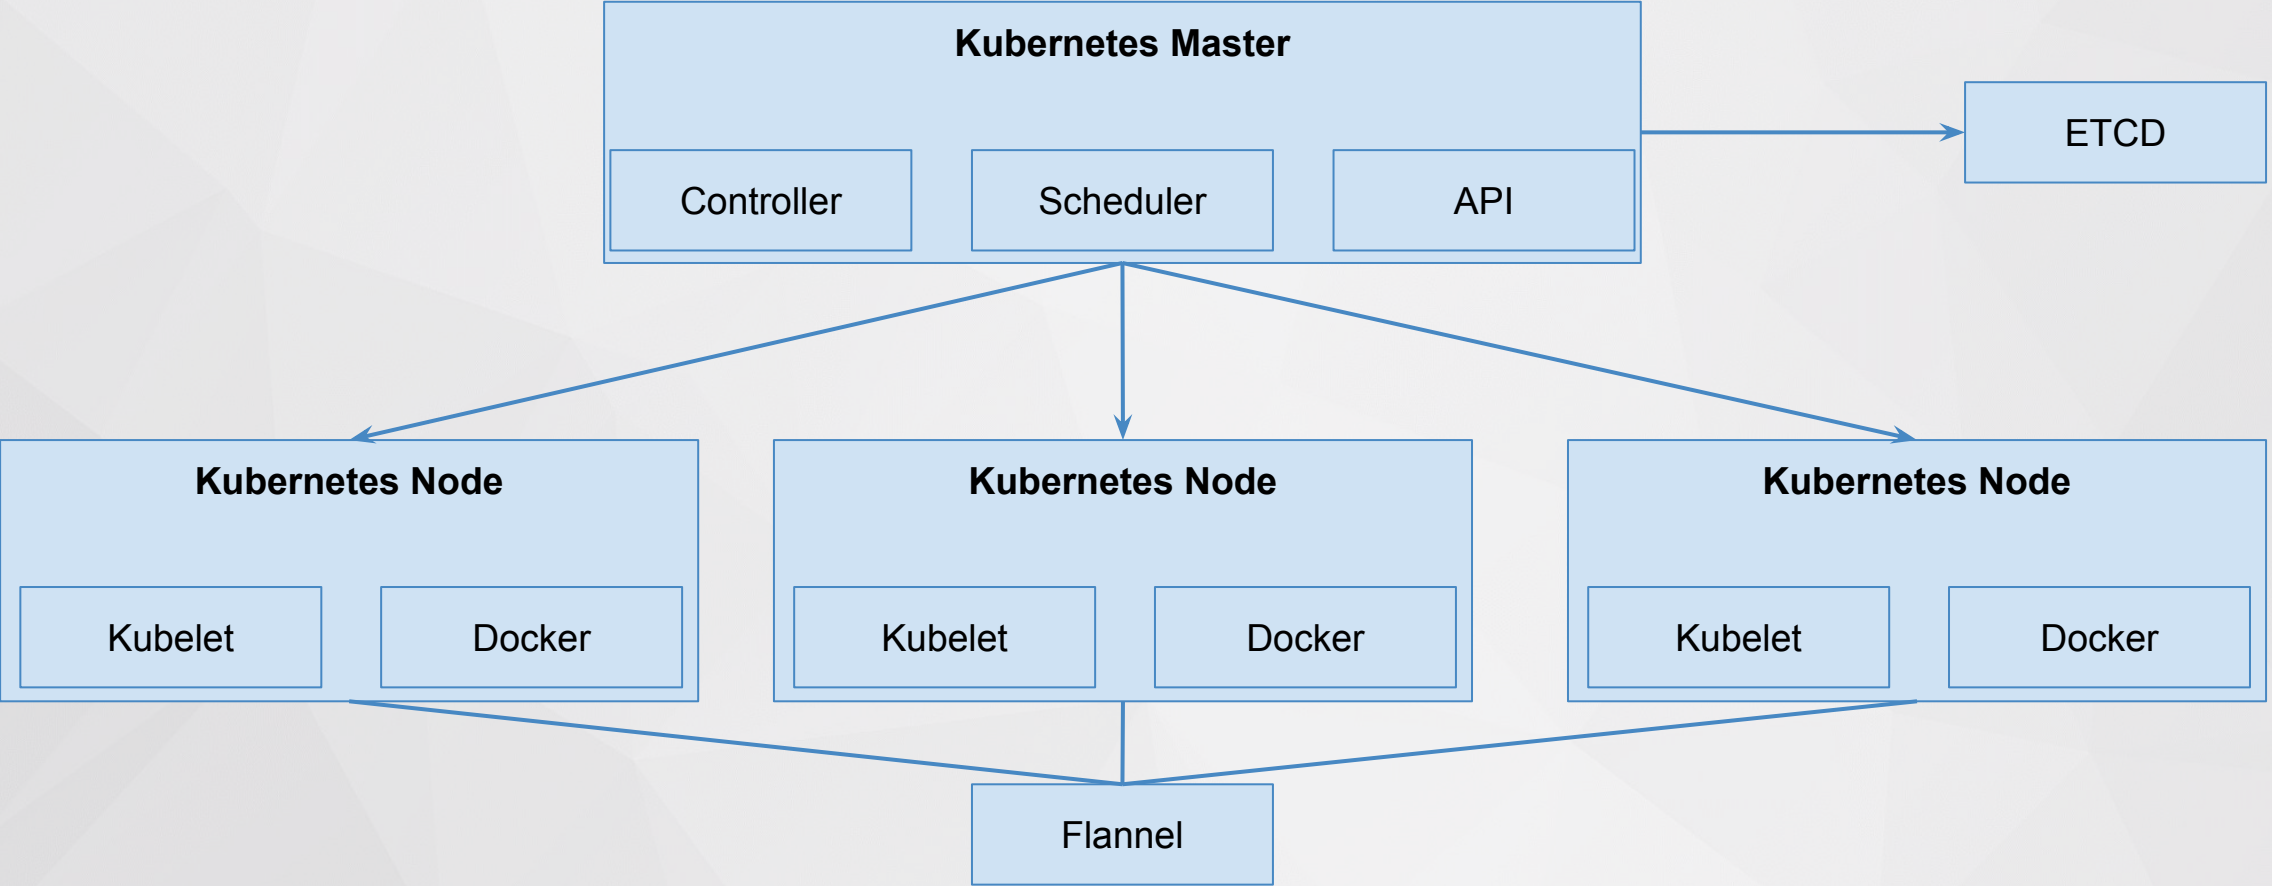 Kubernetes Master
ETCD
Controller
Scheduler
API
Kubernetes Node
Kubernetes Node
Kubernetes Node
Kubelet
Docker
Kubelet
Docker
Kubelet
Docker
Flannel